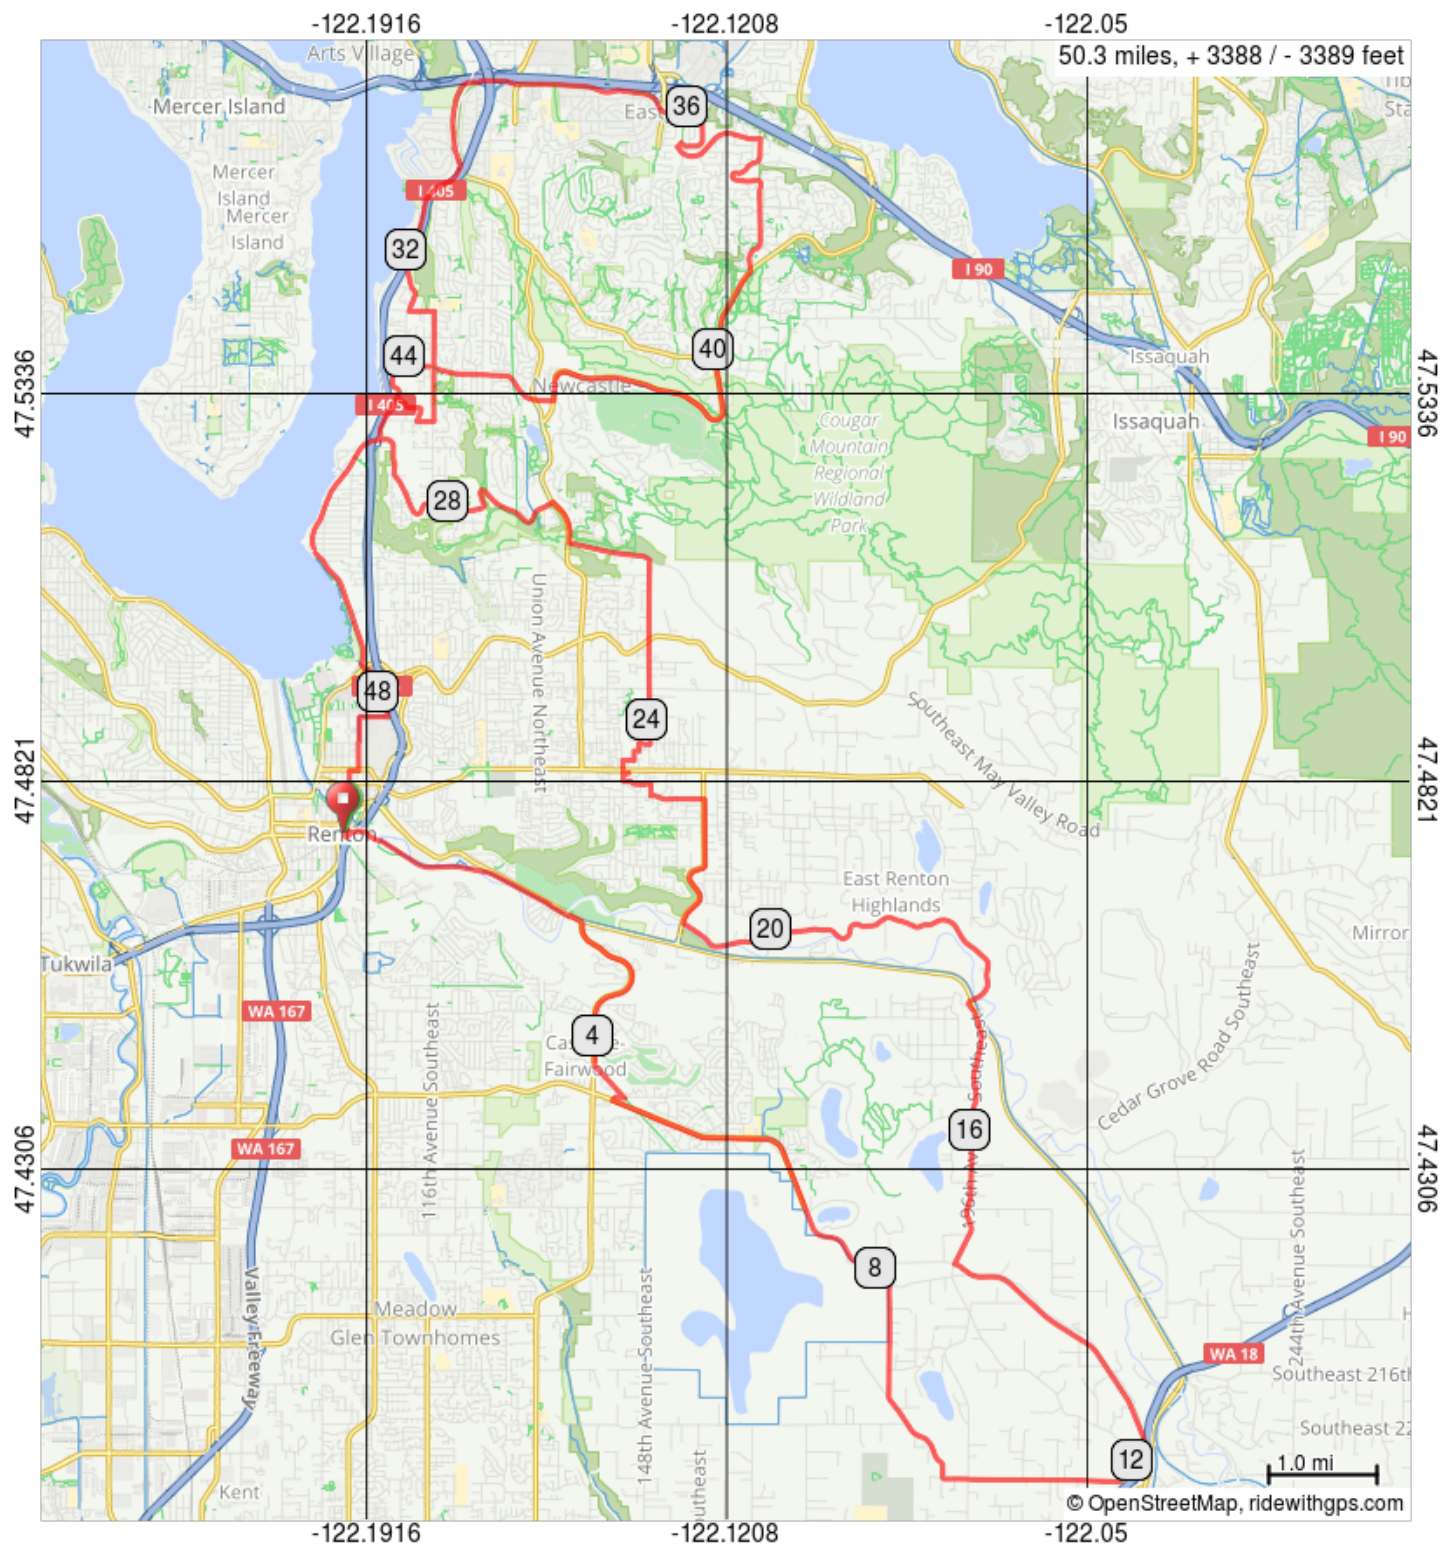 -122.1916
-122.1208
-122.05
50.3 miles, + 3388 / - 3389 feet
Arts Village
Mercer Island
36
Mercer
Island
Mercer
Island
I 405
32
I 90
44
40
Issaquah
47.5336
Newcastle
I 405
Cougar
Mountain
Regional
Wildland
Park
Issaquah
I 90
47.5336
28
Union Avenue Northeast
48
24
Southeast May Valley Road
47.4821
47.4821
Renton
East Renton
Highlands
20
Mirror
Tukwila
WA 167
116th Avenue Southeast
4
Fairwood
Cedar Grove Road Southeast
16
196th Avenue Southeast
WA 167
47.4306
47.4306
244th Avenue Southeast
8
Valley Freeway
Meadow
Glen Townhomes
148th Avenue Southeast
WA 18
Southeast 216th
Southeast 22
12
1.0 mi
Kent
© OpenStreetMap, ridewithgps.com
-122.1916
-122.1208
-122.05